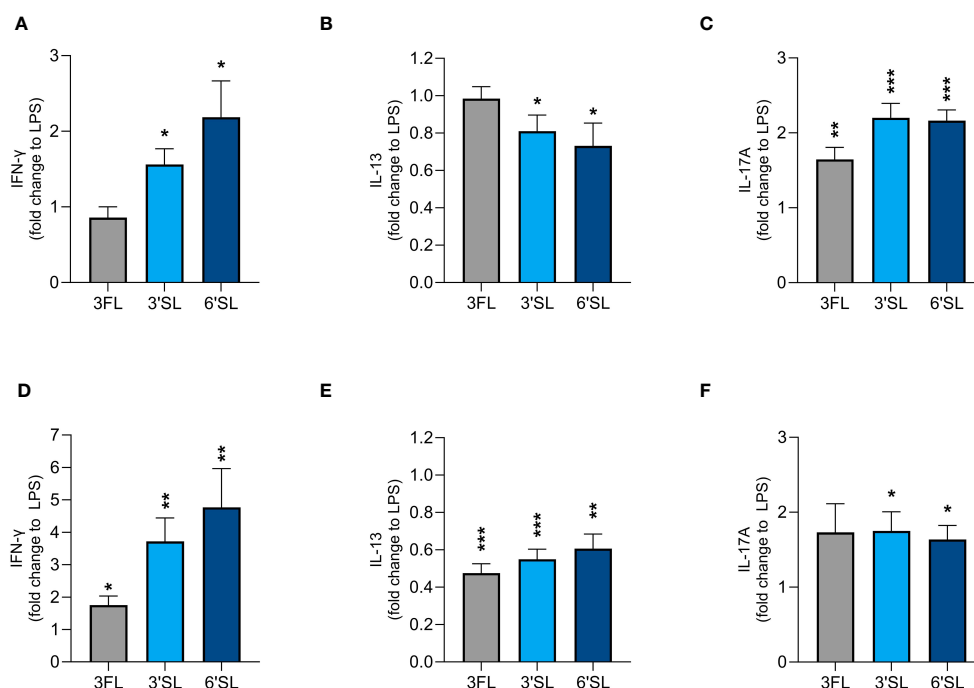 A
IFN-γ
(fold change to LPS)
3
2
1
0
*
*
3FL
3'SL
6'SL
B
IL-13
(fold change to LPS)
1.2
1.0
0.8
0.6
0.4
0.2
0.0
*
*
3FL
3'SL
6'SL
C
IL-17A
(fold change to LPS)
3
2
1
0
**
***
***
3FL
3'SL
6'SL
D
IFN-γ
(fold change to LPS)
7
6
5
4
3
2
1
0
*
**
**
3FL
3'SL
6'SL
E
IL-13
(fold change to LPS)
1.2
1.0
0.8
0.6
0.4
0.2
0.0
***
***
**
3FL
3'SL
6'SL
F
IL-17A
(fold change to LPS)
3
2
1
0
*
*
3FL
3'SL
6'SL